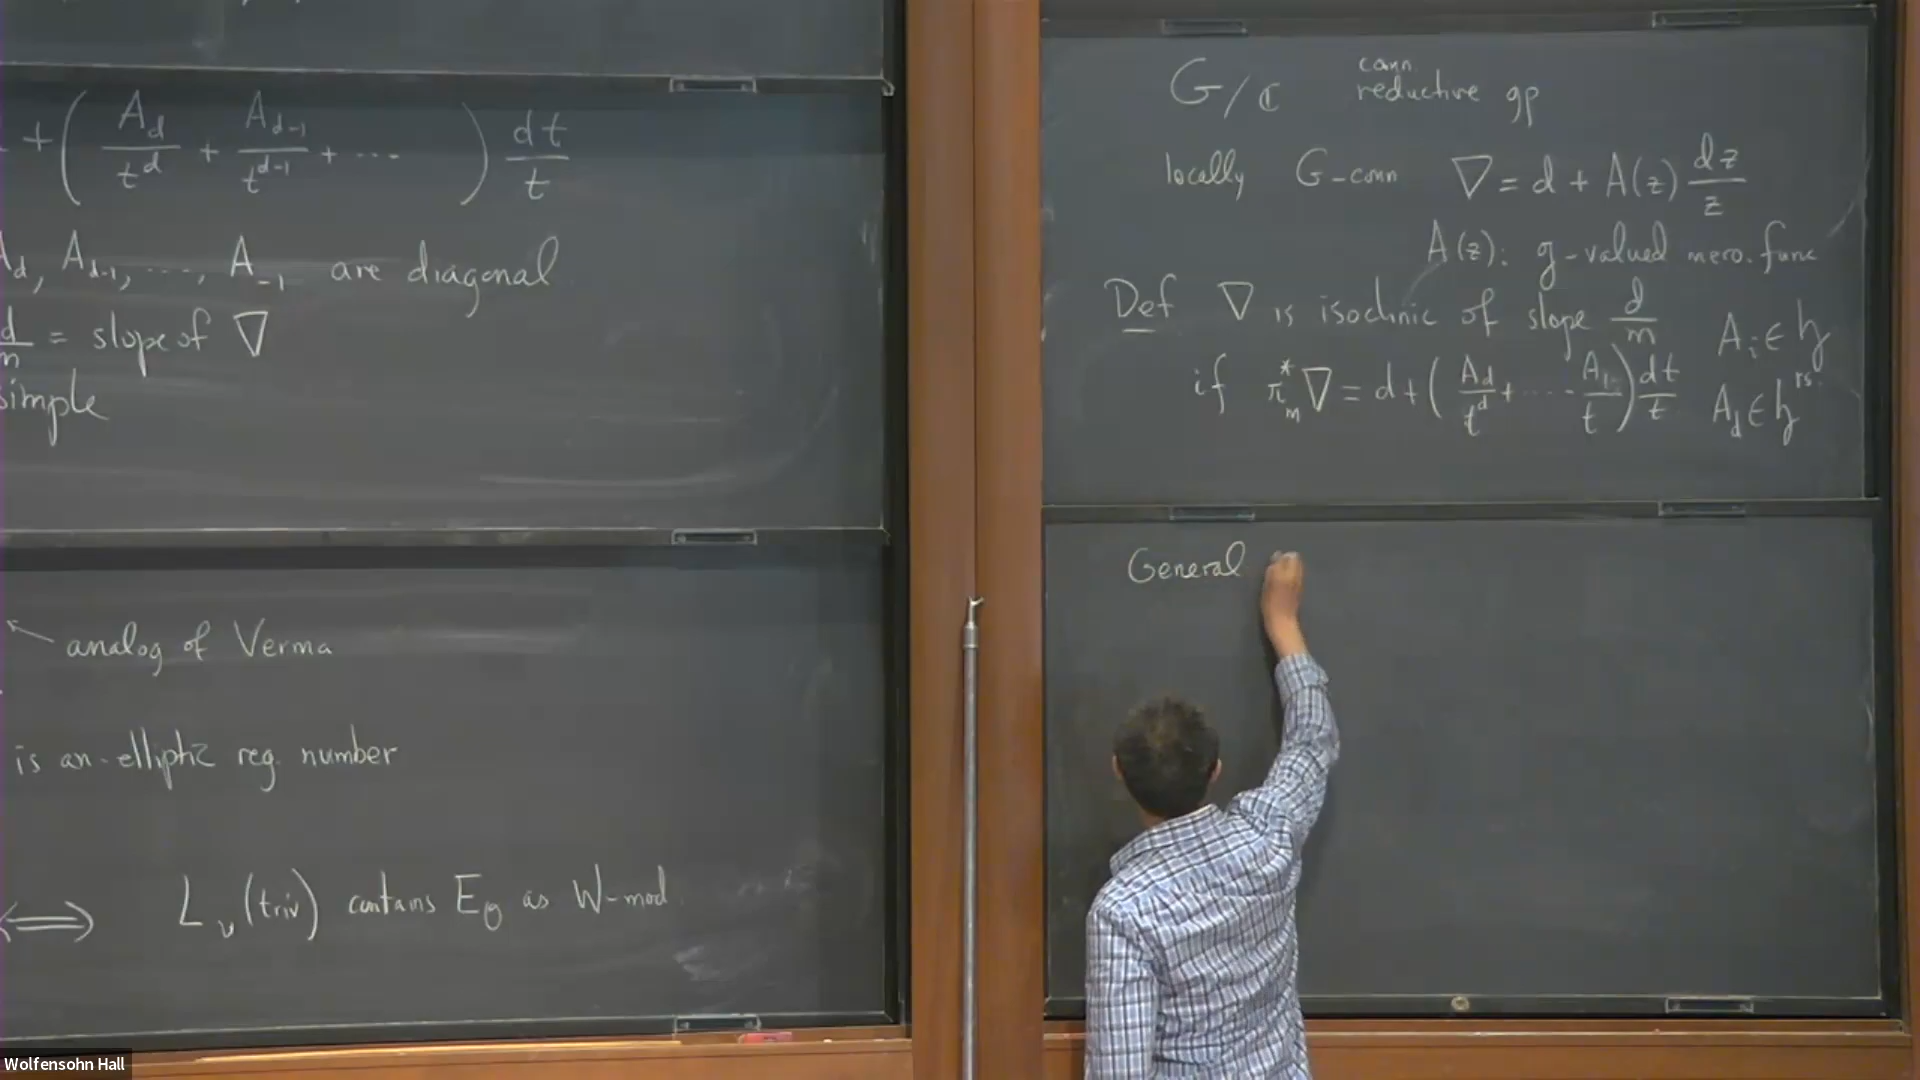 + ( A_d/t^d + A_{d-1}/t^{d-1} + ... ) dt/t
A_d, A_{d-1}, ..., A_{-1} are diagonal
d/m = slope of ∇
simple
analog of Verma
is an elliptic reg. number
⟺ L_ν(triv) contains E_θ as W-mod
G/ℂ conn. reductive gp
locally G-conn ∇ = d + A(z) dz/z
A(z): g-valued mero. func
Def ∇ is isoclinic of slope d/m
if π_m^* ∇ = d + ( A_d/t^d + ... A_1/t ) dt/t
A_i ∈ h
A_d ∈ h^rs.
General
Wolfensohn Hall